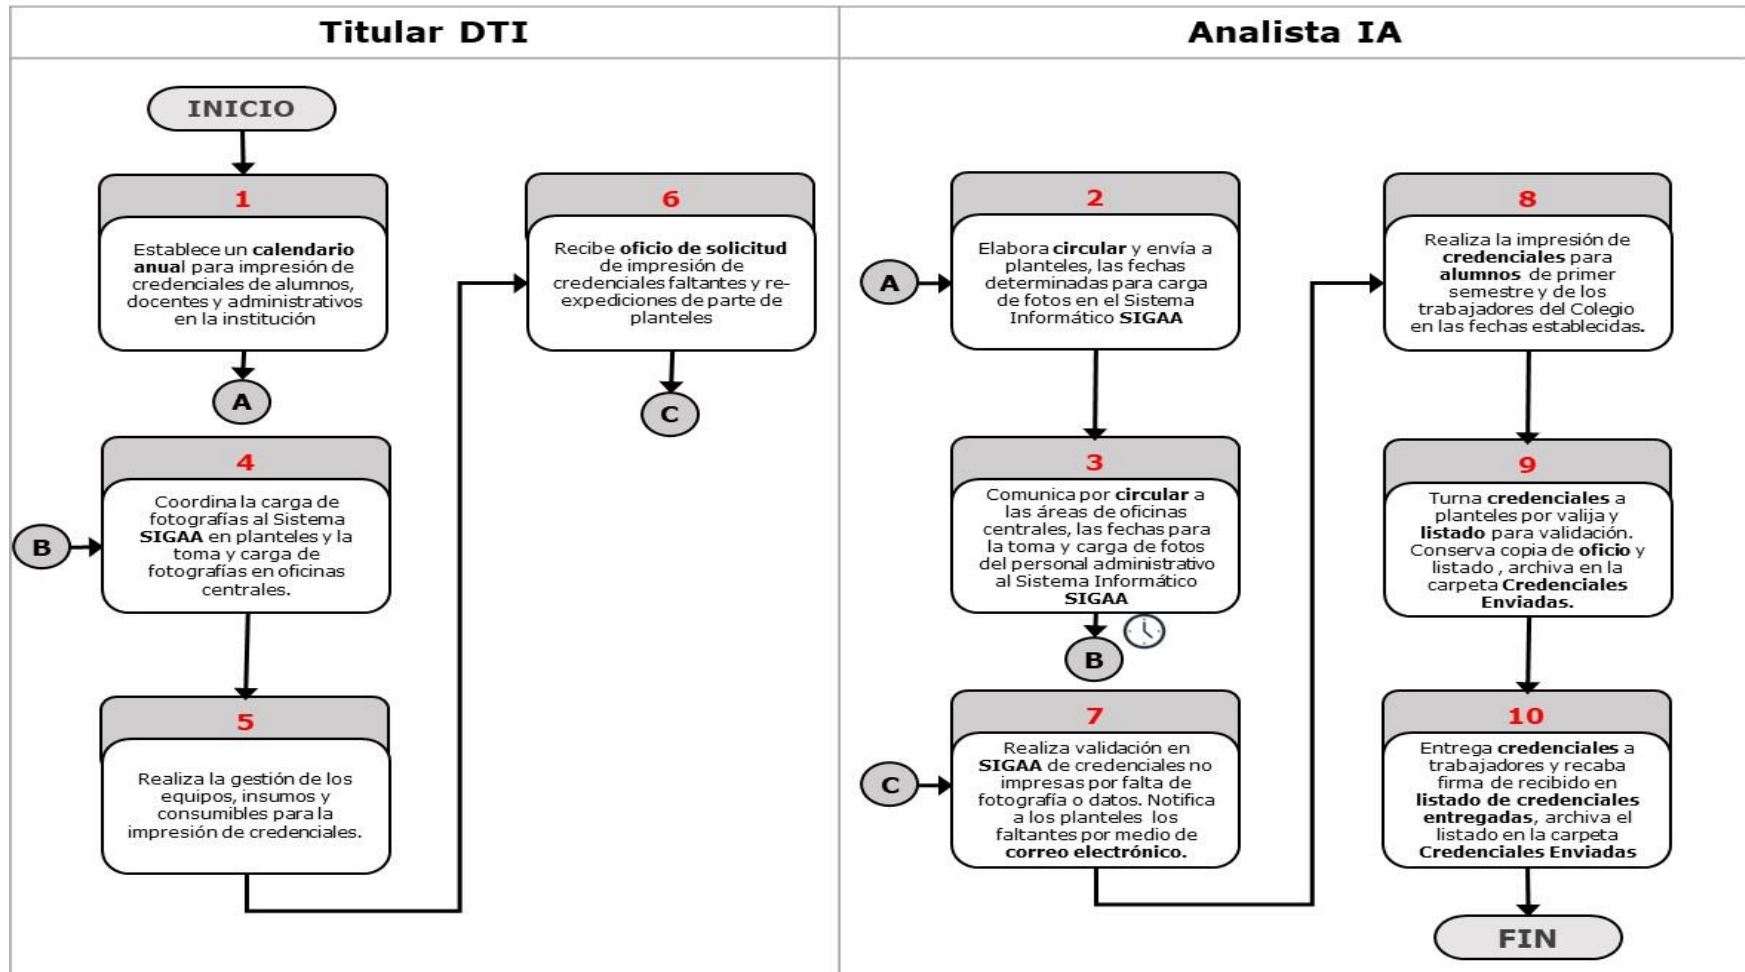 Titular DTI
Analista IA
INICIO
1
Establece un calendario
anual para impresión de
credenciales de alumnos,
docentes y administrativos
en la institución
A
4
B
Coordina la carga de
fotografías al Sistema
SIGAA en planteles y la
toma y carga de
fotografías en oficinas
centrales.
5
Realiza la gestión de los
equipos, insumos y
consumibles para la
impresión de credenciales.
6
Recibe oficio de solicitud
de impresión de
credenciales faltantes y re-
expediciones de parte de
planteles
C
2
A
Elabora circular y envía a
planteles, las fechas
determinadas para carga
de fotos en el Sistema
Informático SIGAA
3
Comunica por circular a
las áreas de oficinas
centrales, las fechas para
la toma y carga de fotos
del personal administrativo
al Sistema Informático
SIGAA
B
7
C
Realiza validación en
SIGAA de credenciales no
impresas por falta de
fotografía o datos. Notifica
a los planteles los
faltantes por medio de
correo electrónico.
8
Realiza la impresión de
credenciales para
alumnos de primer
semestre y de los
trabajadores del Colegio
en las fechas establecidas.
9
Turna credenciales a
planteles por valija y
listado para validación.
Conserva copia de oficio y
listado , archiva en la
carpeta Credenciales
Enviadas.
10
Entrega credenciales a
trabajadores y recaba
firma de recibido en
listado de credenciales
entregadas, archiva el
listado en la carpeta
Credenciales Enviadas
FIN